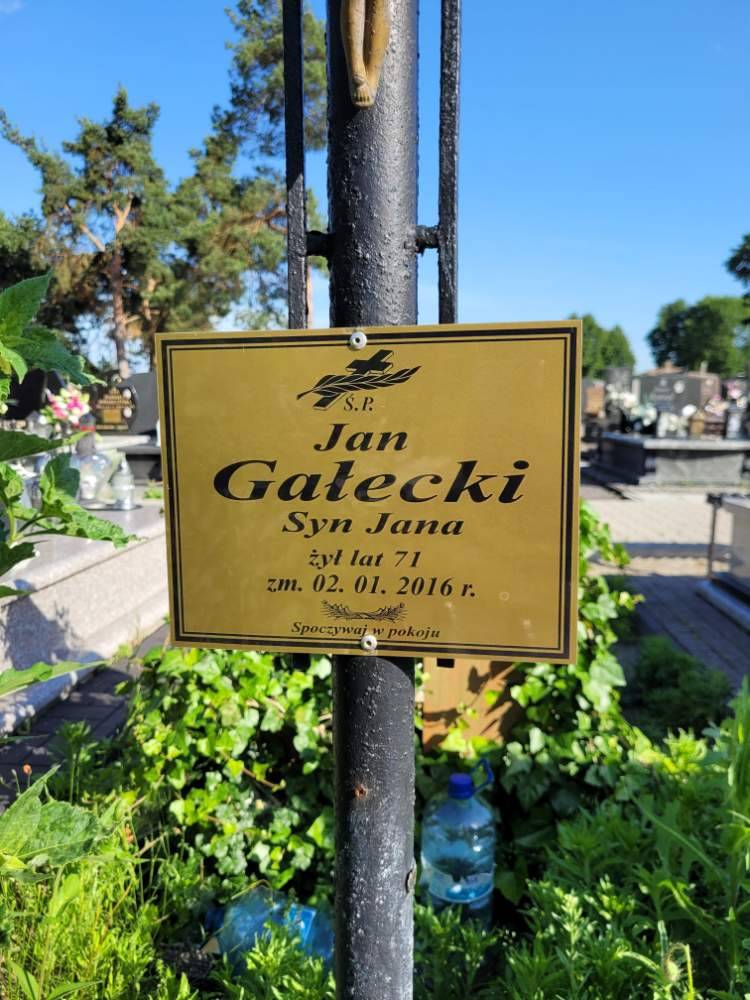 Ś.P.
Jan
Gałecki
Syn Jana
żył lat 71
zm. 02. 01. 2016 r.
Spoczywaj w pokoju